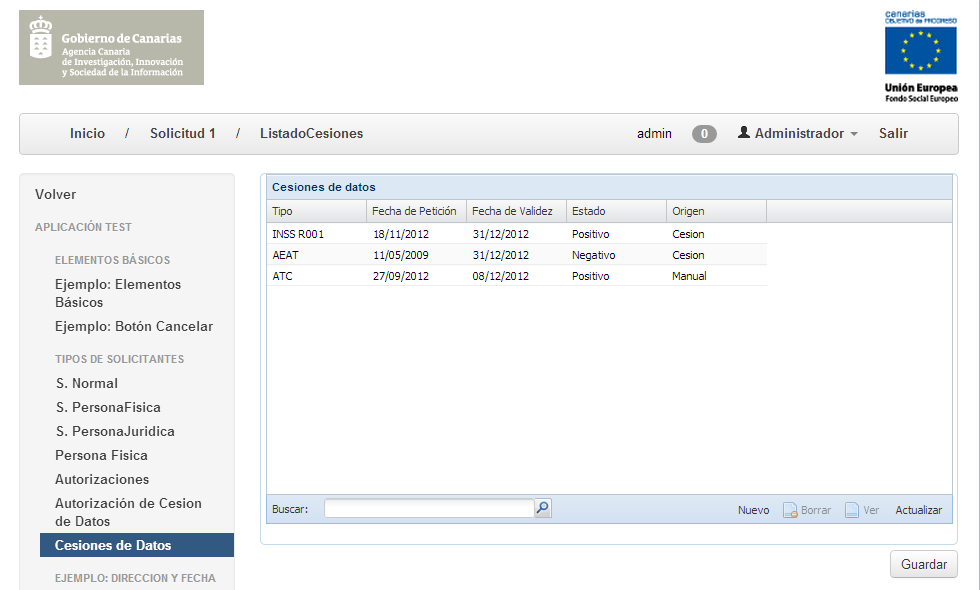 Gobierno de Canarias
Agencia Canaria
de Investigación, Innovación
y Sociedad de la Información
canarias
OBJETIVO DE PROGRESO
Unión Europea
Fondo Social Europeo
Inicio / Solicitud 1 / ListadoCesiones admin 0 Administrador Salir
Volver
APLICACIÓN TEST
ELEMENTOS BÁSICOS
Ejemplo: Elementos
Básicos
Ejemplo: Botón Cancelar
TIPOS DE SOLICITANTES
S. Normal
S. PersonaFisica
S. PersonaJuridica
Persona Fisica
Autorizaciones
Autorización de Cesion
de Datos
Cesiones de Datos
EJEMPLO: DIRECCION Y FECHA
Cesiones de datos
Tipo Fecha de Petición Fecha de Validez Estado Origen
INSS R001 18/11/2012 31/12/2012 Positivo Cesion
AEAT 11/05/2009 31/12/2012 Negativo Cesion
ATC 27/09/2012 08/12/2012 Positivo Manual
Buscar: Nuevo Borrar Ver Actualizar
Guardar